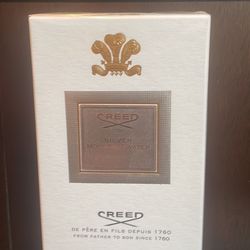 CREED
SILVER
MOUNTAIN WATER
CREED
DE PÈRE EN FILS DEPUIS 1760
FROM FATHER TO SON SINCE 1760